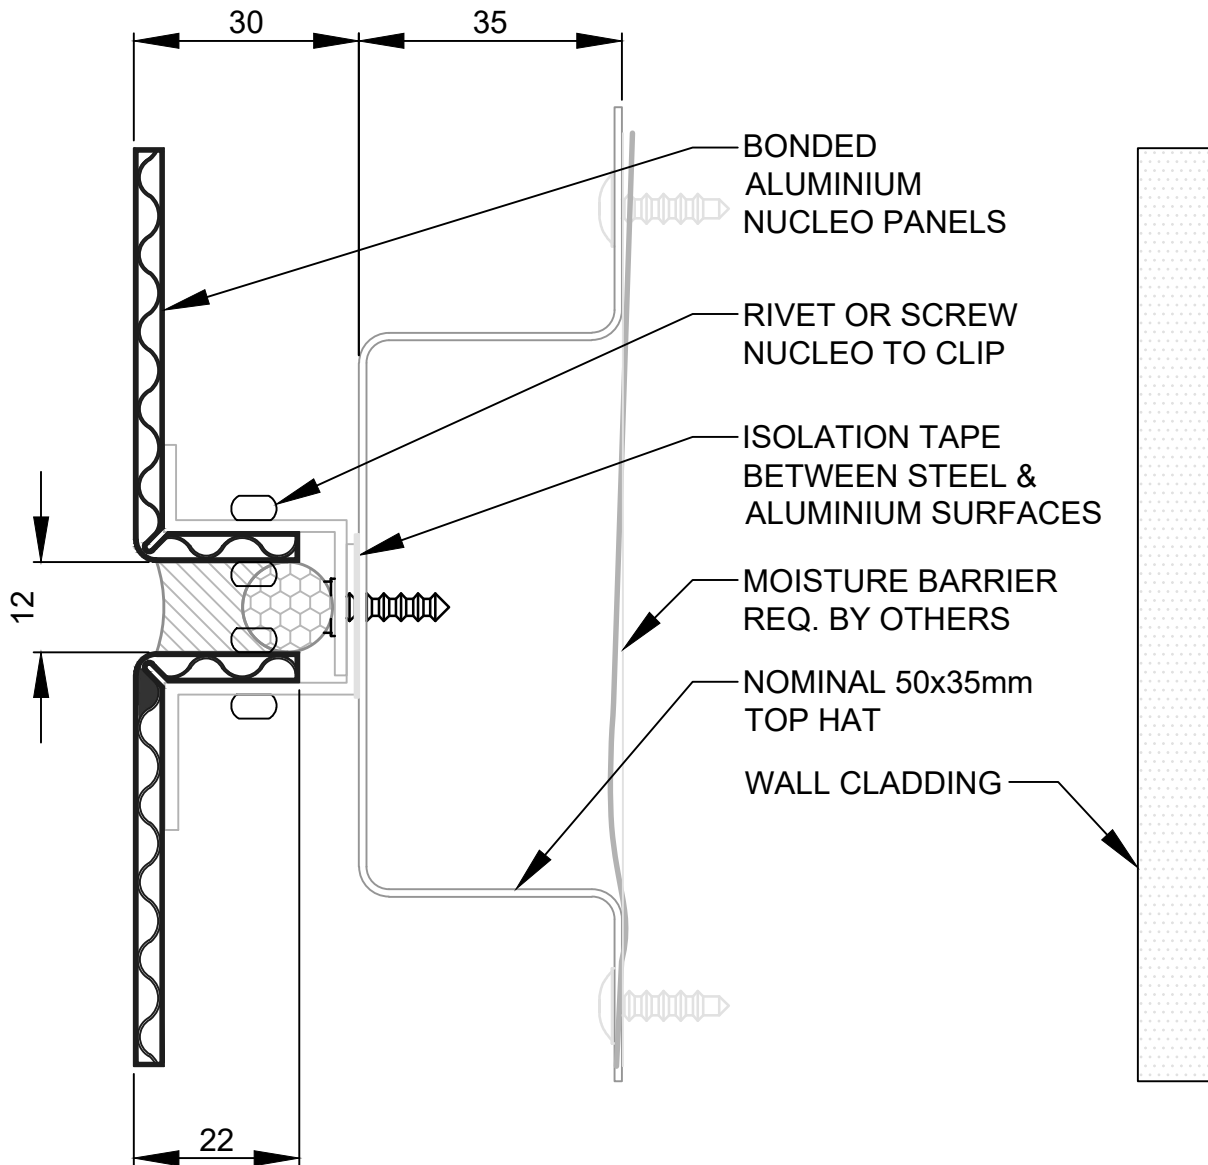 30
35
BONDED
ALUMINIUM
NUCLEO PANELS
RIVET OR SCREW
NUCLEO TO CLIP
ISOLATION TAPE
BETWEEN STEEL &
ALUMINIUM SURFACES
12
MOISTURE BARRIER
REQ. BY OTHERS
NOMINAL 50x35mm
TOP HAT
WALL CLADDING
22